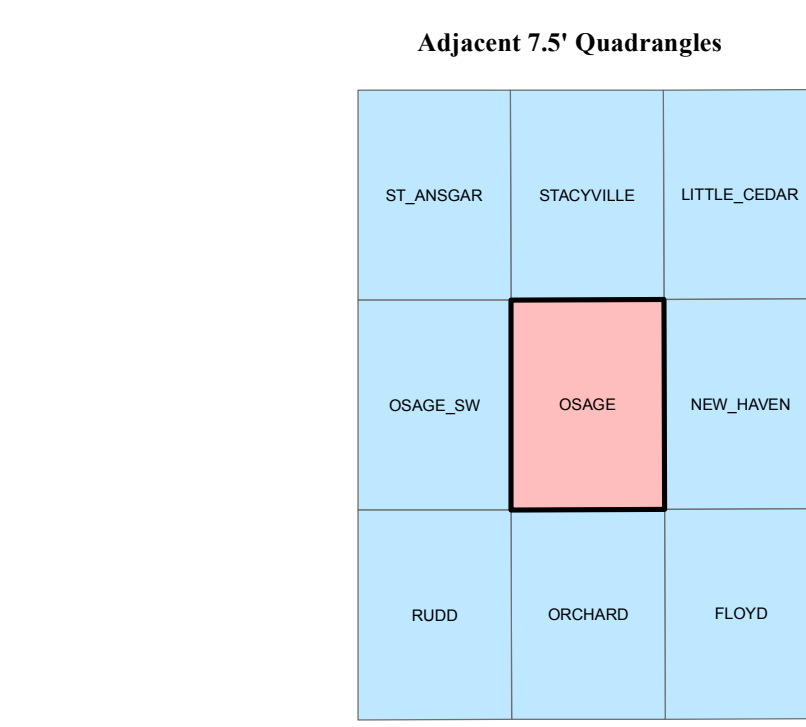 Adjacent 7.5' Quadrangles
ST_ANSGAR STACYVILLE LITTLE_CEDAR
OSAGE_SW OSAGE NEW_HAVEN
RUDD ORCHARD FLOYD